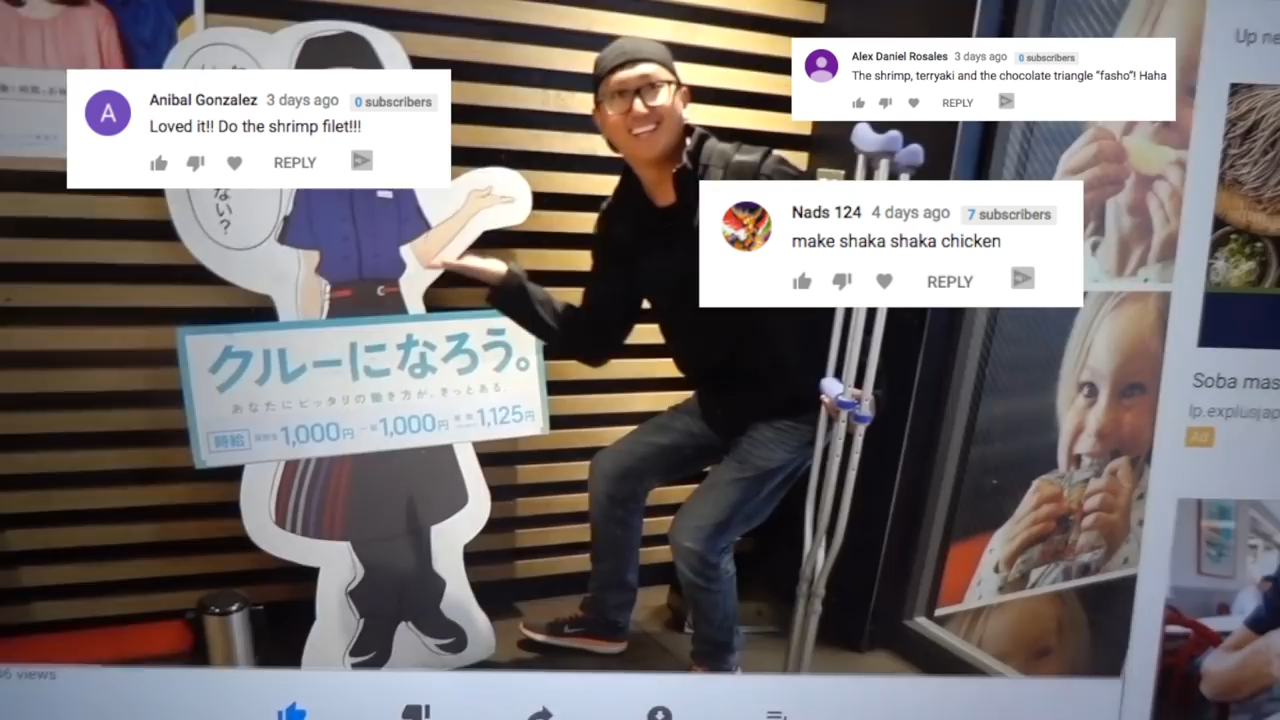 Anibal Gonzalez 3 days ago 0 subscribers
Loved it!! Do the shrimp filet!!!
REPLY
Alex Daniel Rosales 3 days ago 0 subscribers
The shrimp, terryaki and the chocolate triangle "fasho"! Haha
REPLY
Nads 124 4 days ago 7 subscribers
make shaka shaka chicken
REPLY
A
ない?
クルーになろう。
あなたにピッタリの働き方が、きっとある。
時給 1,000円 1,000円 1,125円
views
Up ne
Soba mas
lp.explusjap
Ad